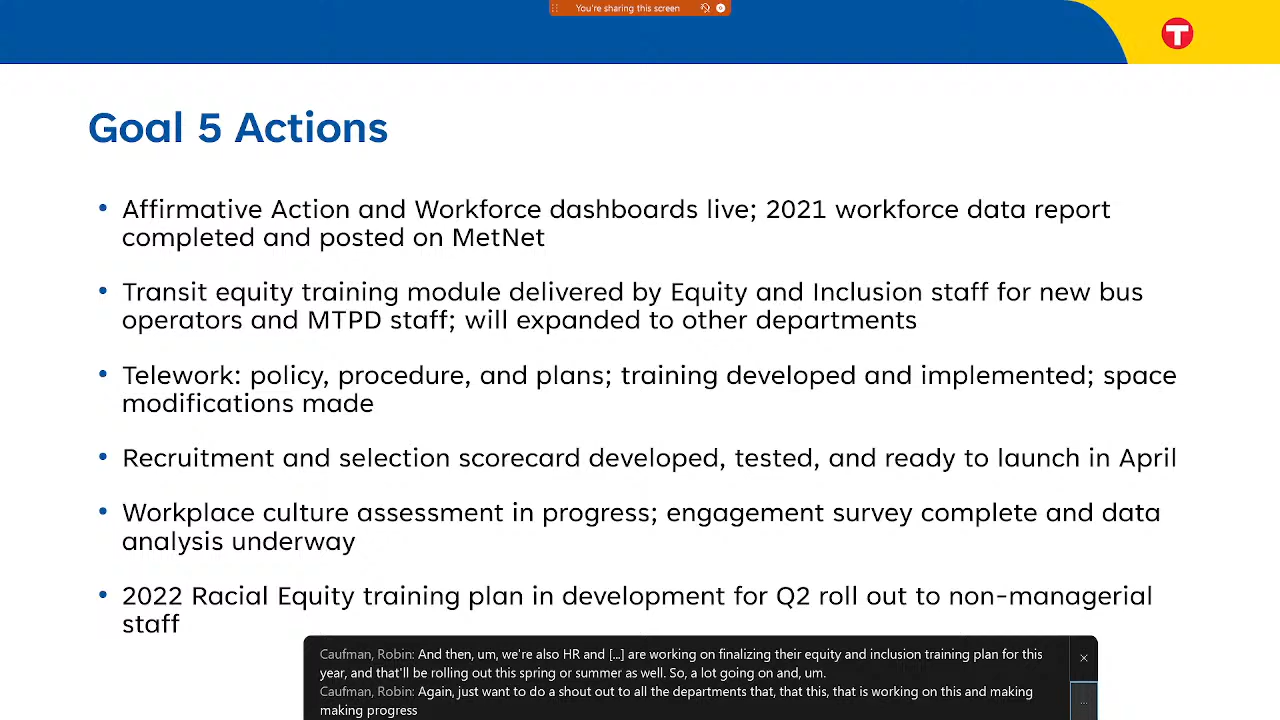 You're sharing this screen
T
Goal 5 Actions
• Affirmative Action and Workforce dashboards live; 2021 workforce data report
completed and posted on MetNet
• Transit equity training module delivered by Equity and Inclusion staff for new bus
operators and MTPD staff; will expanded to other departments
• Telework: policy, procedure, and plans; training developed and implemented; space
modifications made
• Recruitment and selection scorecard developed, tested, and ready to launch in April
• Workplace culture assessment in progress; engagement survey complete and data
analysis underway
• 2022 Racial Equity training plan in development for Q2 roll out to non-managerial
staff
Caufman, Robin: And then, um, we're also HR and [...] are working on finalizing their equity and inclusion training plan for this
year, and that'll be rolling out this spring or summer as well. So, a lot going on and, um.
Caufman, Robin: Again, just want to do a shout out to all the departments that, that this, that is working on this and making
making progress